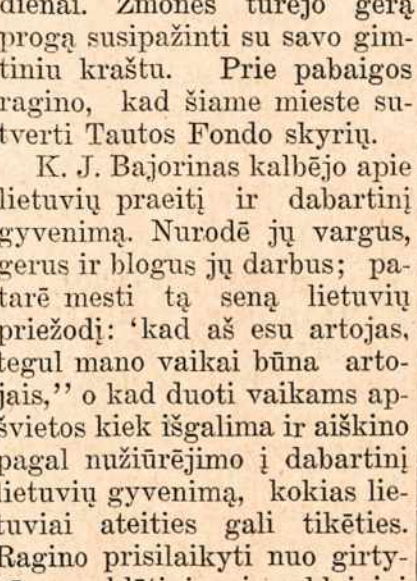 dienai. Žmonės turėjo gerą
progą susipažinti su savo gim-
tiniu kraštu. Prie pabaigos
ragino, kad šiame mieste su-
tverti Tautos Fondo skyrių.
K. J. Bajorinas kalbėjo apie
lietuvių praeitį ir dabartinį
gyvenimą. Nurodė jų vargus,
gerus ir blogus jų darbus; pa-
tarė mesti tą seną lietuvių
priežodį: ‘kad aš esu artojas,
tegul mano vaikai būna arto-
jais,’’ o kad duoti vaikams ap-
švietos kiek išgalima ir aiškino
pagal nužiūrėjimo į dabartinį
lietuvių gyvenimą, kokias lie-
tuviai ateities gali tikėties.
Ragino prisilaikyti nuo girty-